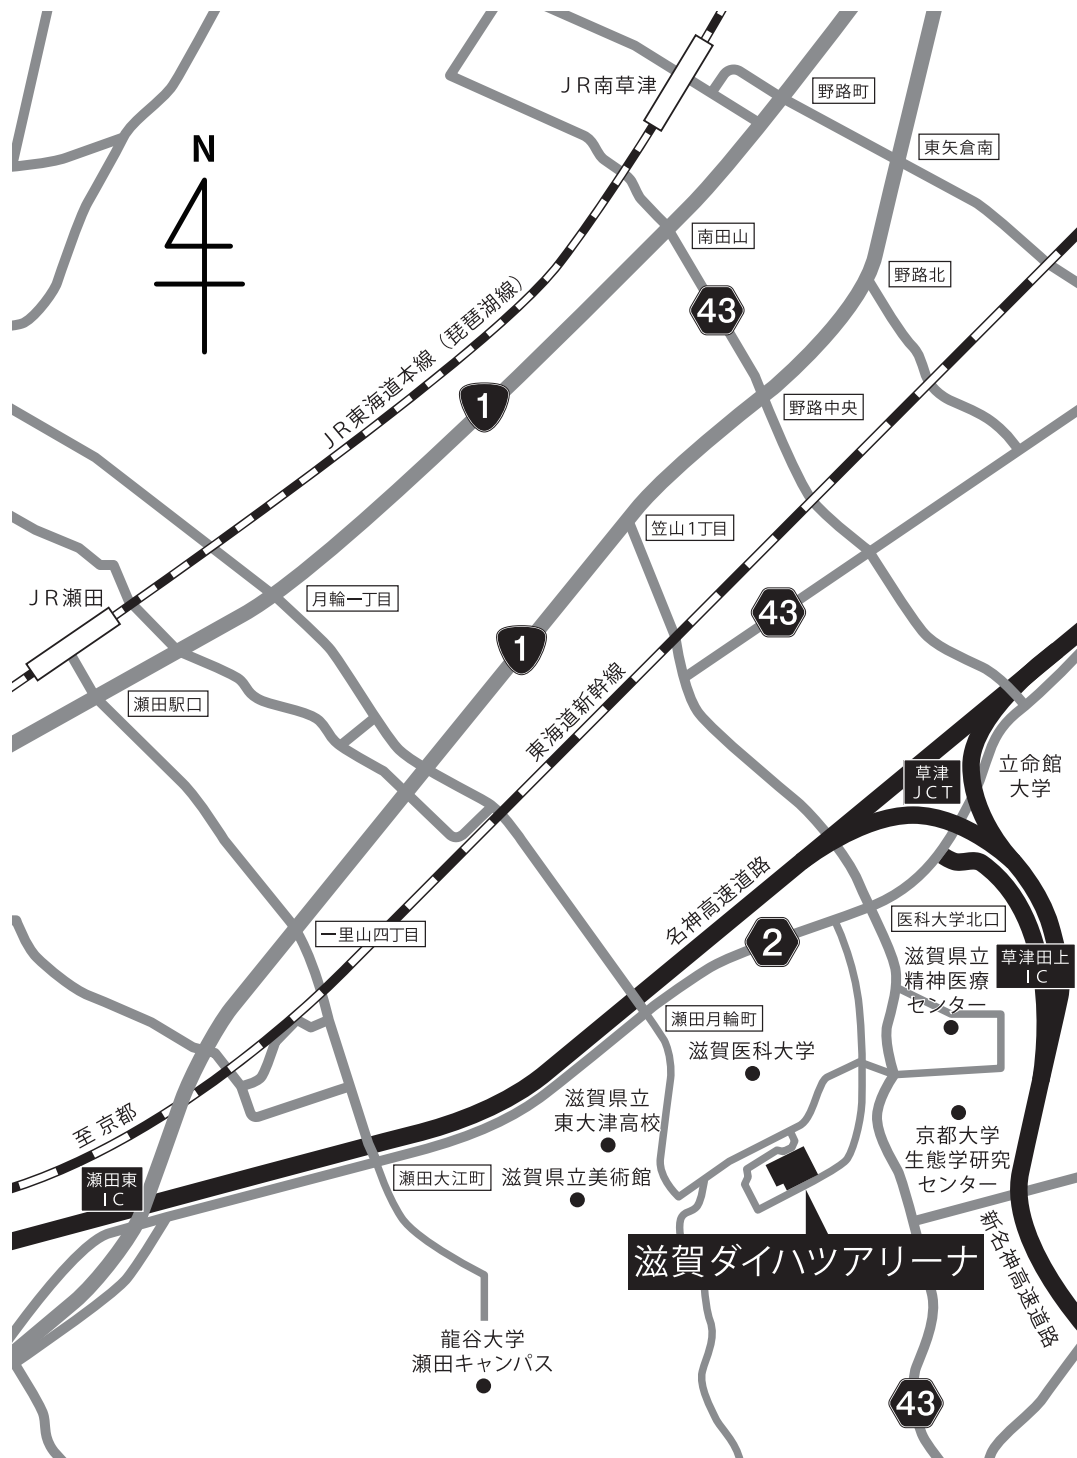 JR南草津
野路町
東矢倉南
N
南田山
野路北
43
JR東海道本線（琵琶湖線）
1
野路中央
笠山1丁目
JR瀬田
月輪一丁目
43
1
瀬田駅口
東海道新幹線
草津
JCT
立命館
大学
名神高速道路
医科大学北口
一里山四丁目
2
滋賀県立
精神医療
センター
草津田上
IC
瀬田月輪町
滋賀医科大学
滋賀県立
東大津高校
至 京都
京都大学
生態学研究
センター
瀬田東
IC
瀬田大江町
滋賀県立美術館
滋賀ダイハツアリーナ
新名神高速道路
龍谷大学
瀬田キャンパス
43